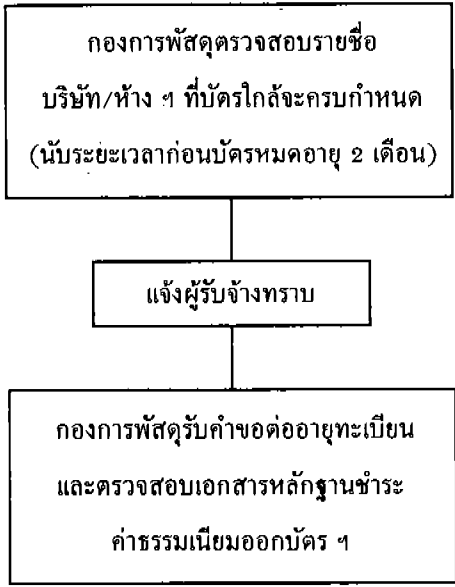 กองการพัสดุตรวจสอบรายชื่อ
บริษัท/ห้าง ฯ ที่บัตรใกล้จะครบกำหนด
(นับระยะเวลาก่อนบัตรหมดอายุ 2 เดือน)
แจ้งผู้รับจ้างทราบ
กองการพัสดุรับคำขอต่ออายุทะเบียน
และตรวจสอบเอกสารหลักฐานชำระ
ค่าธรรมเนียมออกบัตร ฯ